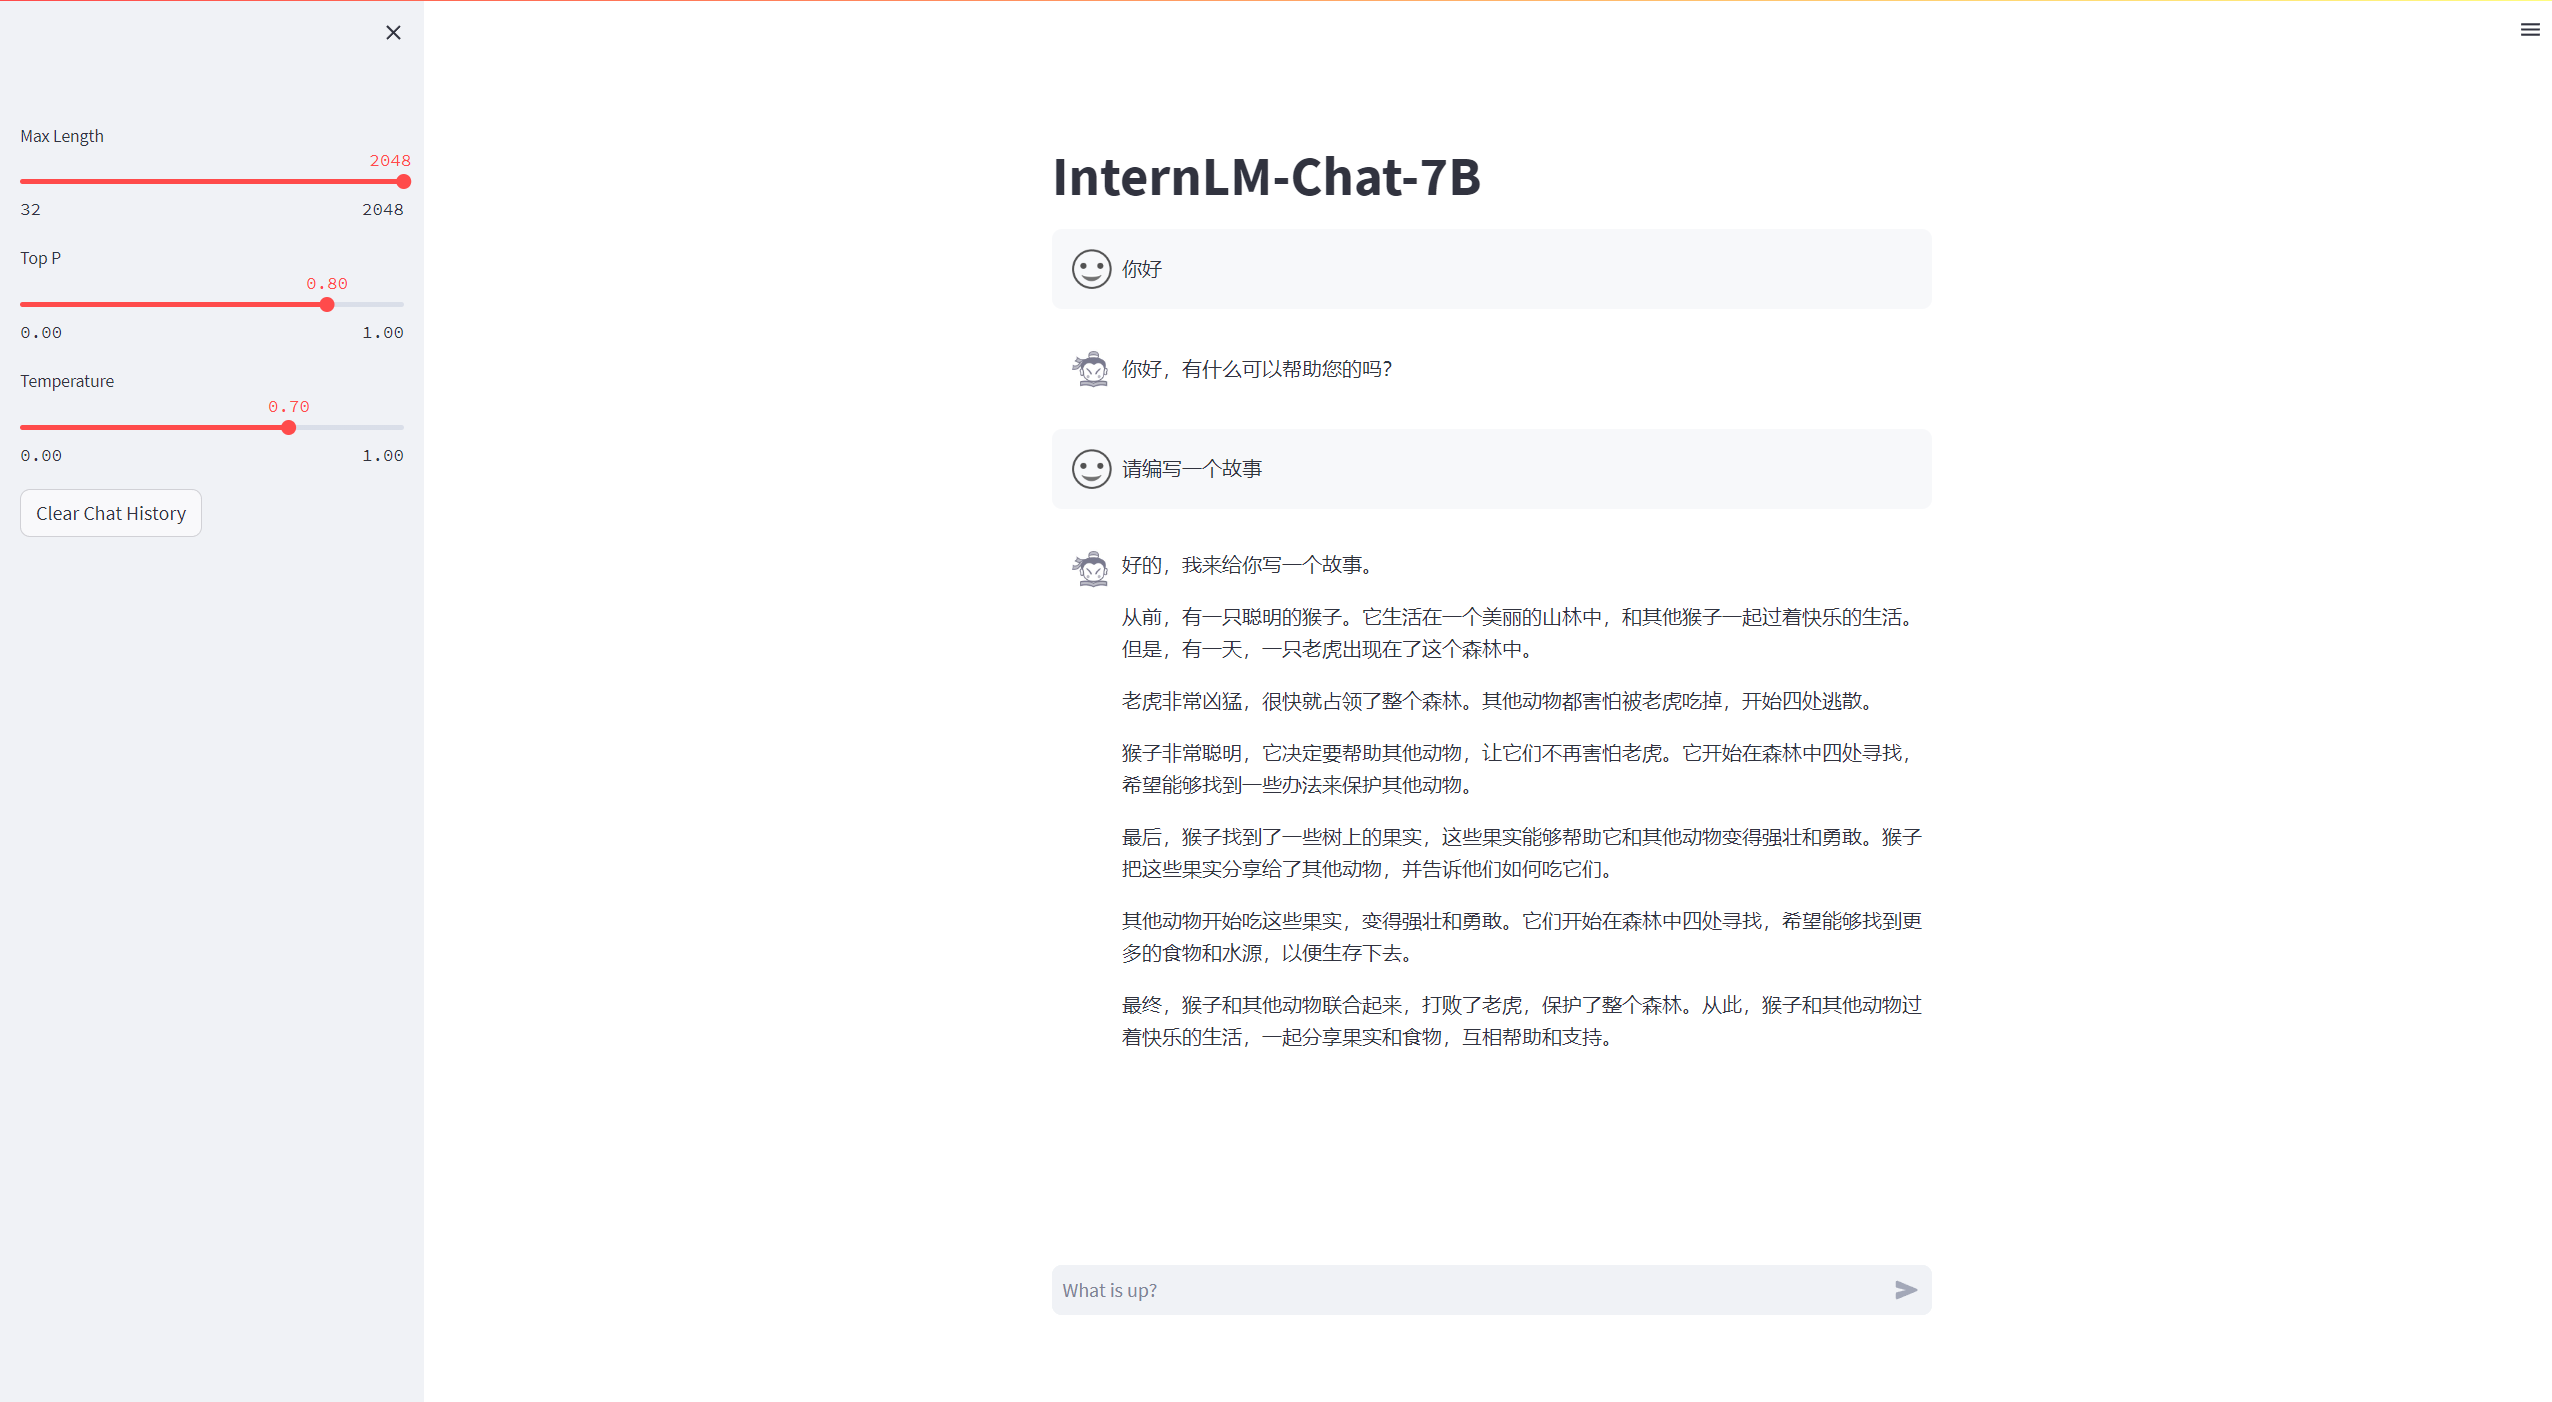 Max Length
2048
32 2048
Top P
0.80
0.00 1.00
Temperature
0.70
0.00 1.00
Clear Chat History
InternLM-Chat-7B
你好
你好，有什么可以帮助您的吗？
请编写一个故事
好的，我来给你写一个故事。
从前，有一只聪明的猴子。它生活在一个美丽的山林中，和其他猴子一起过着快乐的生活。
但是，有一天，一只老虎出现在了这个森林中。
老虎非常凶猛，很快就占领了整个森林。其他动物都害怕被老虎吃掉，开始四处逃散。
猴子非常聪明，它决定要帮助其他动物，让它们不再害怕老虎。它开始在森林中四处寻找，
希望能够找到一些办法来保护其他动物。
最后，猴子找到了一些树上的果实，这些果实能够帮助它和其他动物变得强壮和勇敢。猴子
把这些果实分享给了其他动物，并告诉他们如何吃它们。
其他动物开始吃这些果实，变得强壮和勇敢。它们开始在森林中四处寻找，希望能够找到更
多的食物和水源，以便生存下去。
最终，猴子和其他动物联合起来，打败了老虎，保护了整个森林。从此，猴子和其他动物过
着快乐的生活，一起分享果实和食物，互相帮助和支持。
What is up?